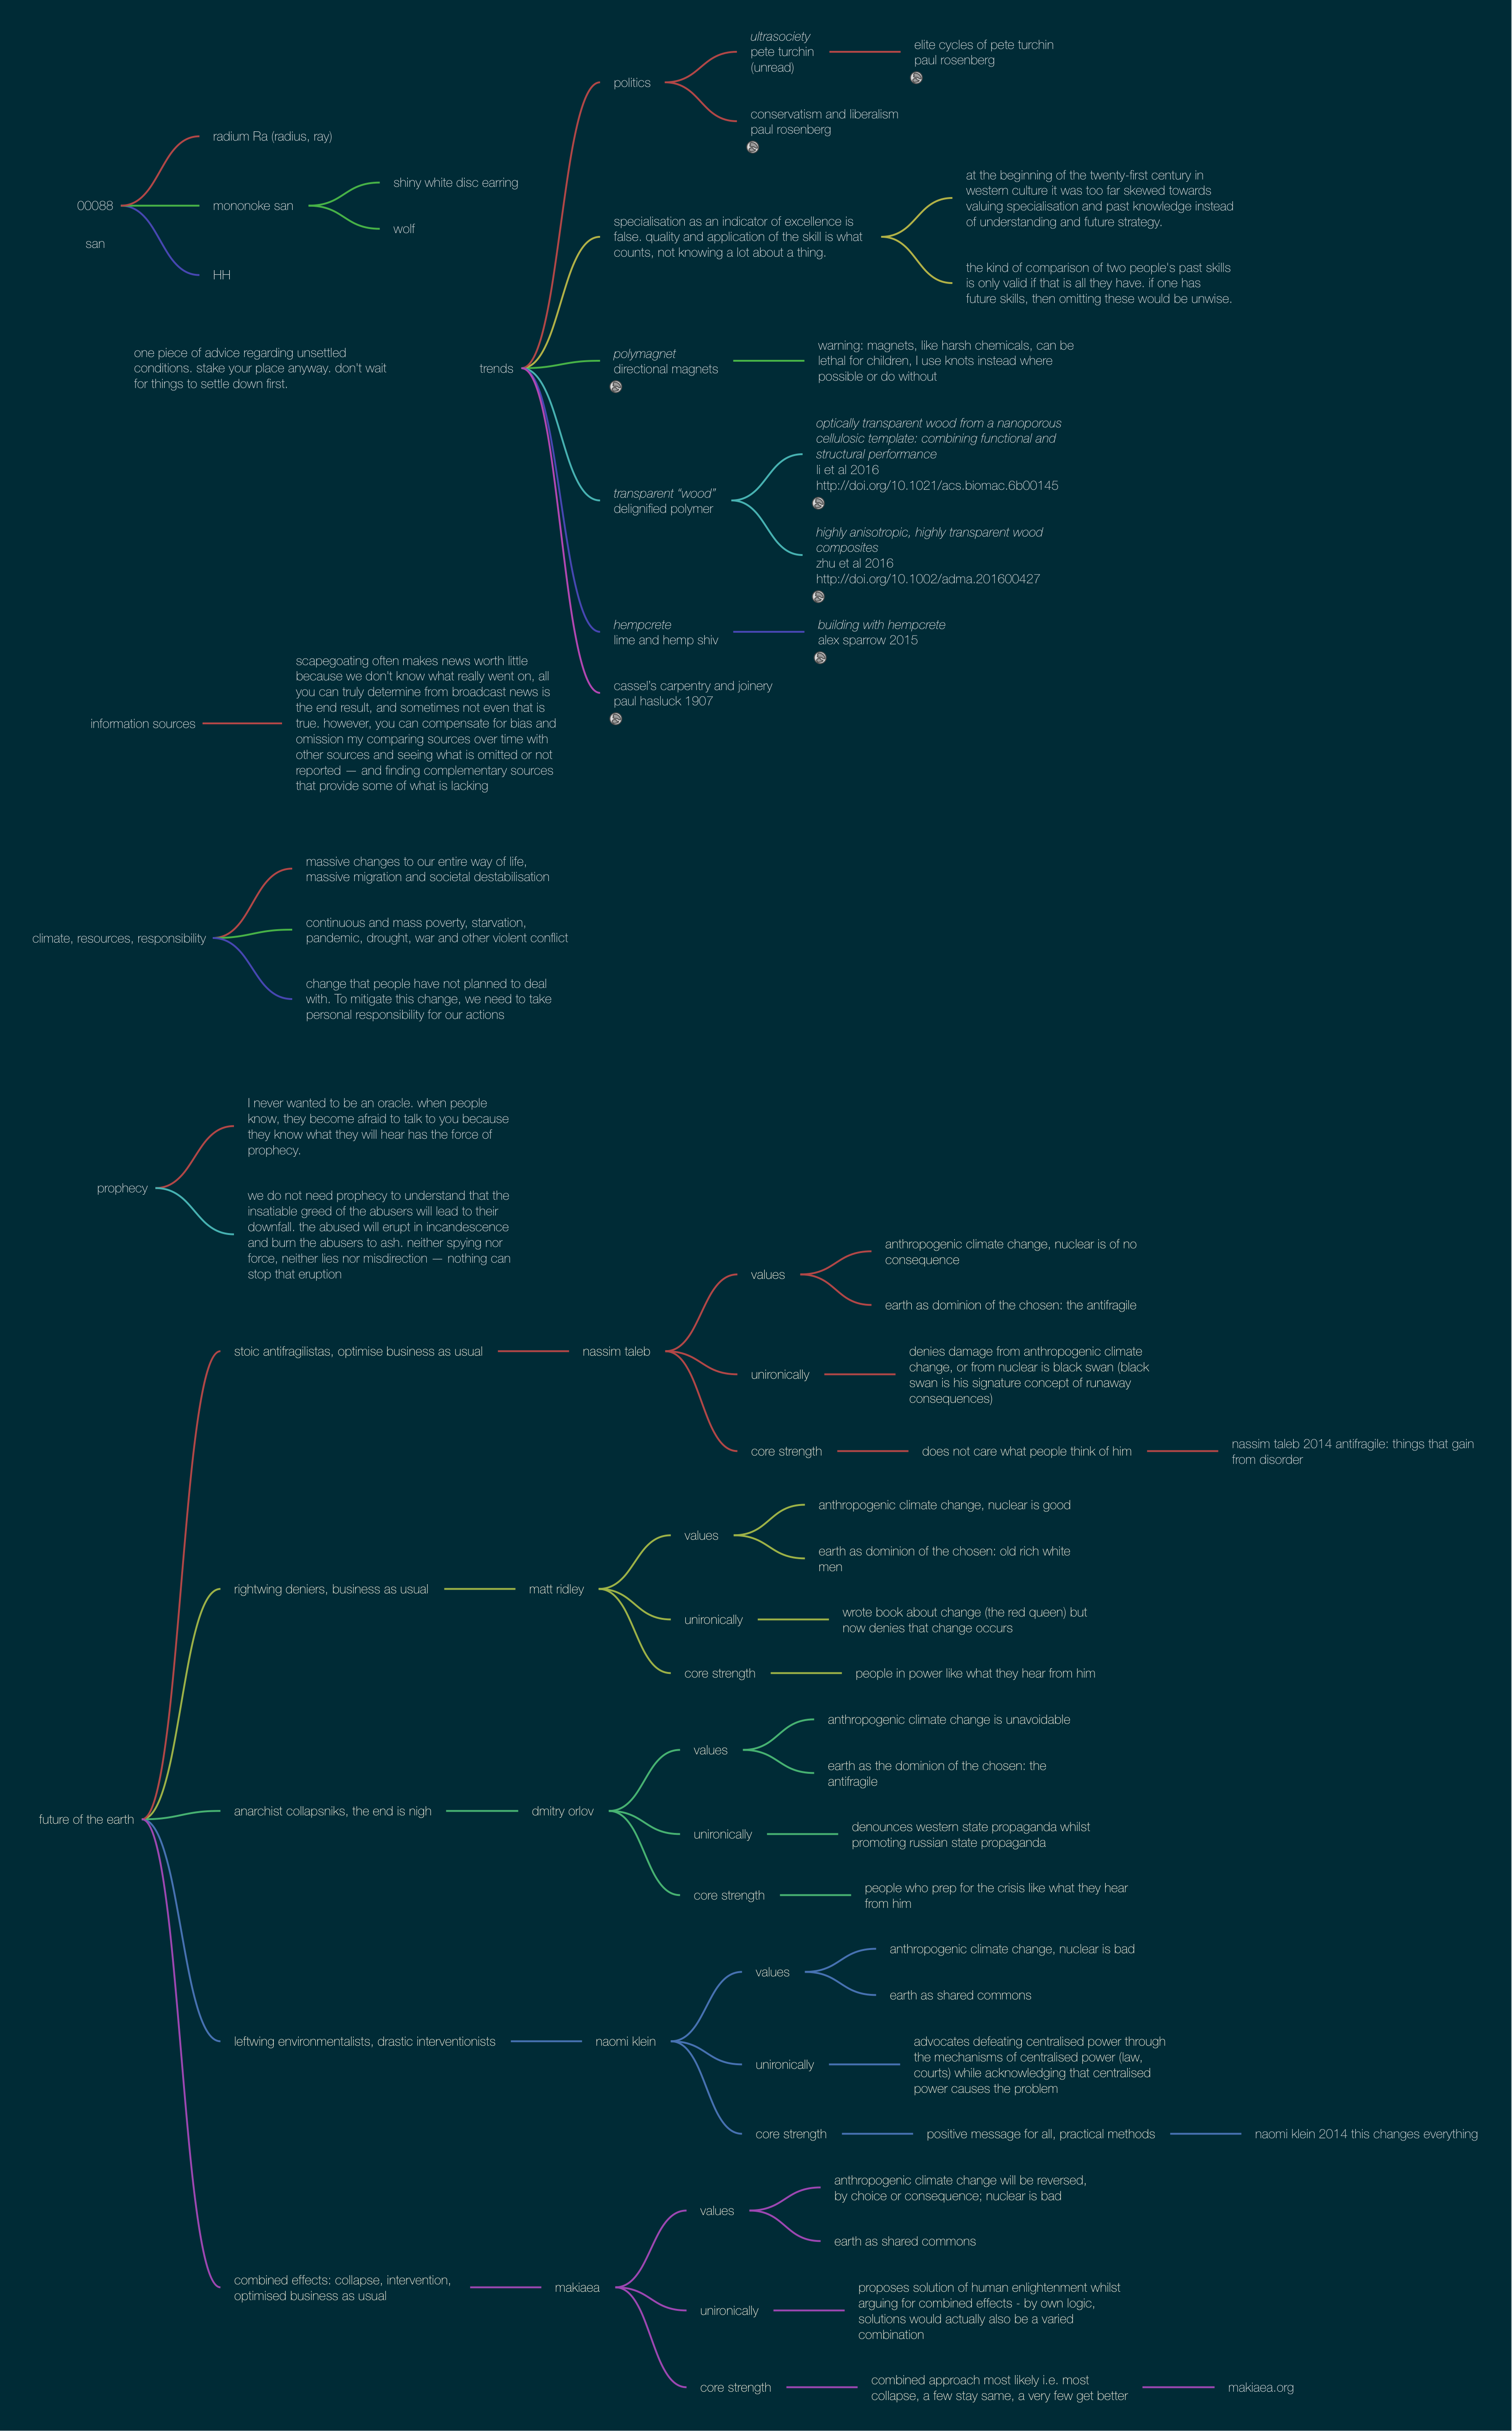 00088
san
radium Ra (radius, ray)
mononoke san
shiny white disc earring
wolf
HH
one piece of advice regarding unsettled
conditions. stake your place anyway. don't wait
for things to settle down first.
trends
politics
ultrasociety
pete turchin
(unread)
elite cycles of pete turchin
paul rosenberg
conservatism and liberalism
paul rosenberg
specialisation as an indicator of excellence is
false. quality and application of the skill is what
counts, not knowing a lot about a thing.
at the beginning of the twenty-first century in
western culture it was too far skewed towards
valuing specialisation and past knowledge instead
of understanding and future strategy.
the kind of comparison of two people's past skills
is only valid if that is all they have. if one has
future skills, then omitting these would be unwise.
polymagnet
directional magnets
warning: magnets, like harsh chemicals, can be
lethal for children, I use knots instead where
possible or do without
transparent “wood”
delignified polymer
optically transparent wood from a nanoporous
cellulosic template: combining functional and
structural performance
li et al 2016
http://doi.org/10.1021/acs.biomac.6b00145
highly anisotropic, highly transparent wood
composites
zhu et al 2016
http://doi.org/10.1002/adma.201600427
hempcrete
lime and hemp shiv
building with hempcrete
alex sparrow 2015
cassel's carpentry and joinery
paul hasluck 1907
information sources
scapegoating often makes news worth little
because we don't know what really went on, all
you can truly determine from broadcast news is
the end result, and sometimes not even that is
true. however, you can compensate for bias and
omission my comparing sources over time with
other sources and seeing what is omitted or not
reported — and finding complementary sources
that provide some of what is lacking
climate, resources, responsibility
massive changes to our entire way of life,
massive migration and societal destabilisation
continuous and mass poverty, starvation,
pandemic, drought, war and other violent conflict
change that people have not planned to deal
with. To mitigate this change, we need to take
personal responsibility for our actions
prophecy
I never wanted to be an oracle. when people
know, they become afraid to talk to you because
they know what they will hear has the force of
prophecy.
we do not need prophecy to understand that the
insatiable greed of the abusers will lead to their
downfall. the abused will erupt in incandescence
and burn the abusers to ash. neither spying nor
force, neither lies nor misdirection — nothing can
stop that eruption
future of the earth
stoic antifragilistas, optimise business as usual
nassim taleb
values
anthropogenic climate change, nuclear is of no
consequence
earth as dominion of the chosen: the antifragile
unironically
denies damage from anthropogenic climate
change, or from nuclear is black swan (black
swan is his signature concept of runaway
consequences)
core strength
does not care what people think of him
nassim taleb 2014 antifragile: things that gain
from disorder
rightwing deniers, business as usual
matt ridley
values
anthropogenic climate change, nuclear is good
earth as dominion of the chosen: old rich white
men
unironically
wrote book about change (the red queen) but
now denies that change occurs
core strength
people in power like what they hear from him
anarchist collapsniks, the end is nigh
dmitry orlov
values
anthropogenic climate change is unavoidable
earth as the dominion of the chosen: the
antifragile
unironically
denounces western state propaganda whilst
promoting russian state propaganda
core strength
people who prep for the crisis like what they hear
from him
leftwing environmentalists, drastic interventionists
naomi klein
values
anthropogenic climate change, nuclear is bad
earth as shared commons
unironically
advocates defeating centralised power through
the mechanisms of centralised power (law,
courts) while acknowledging that centralised
power causes the problem
core strength
positive message for all, practical methods
naomi klein 2014 this changes everything
combined effects: collapse, intervention,
optimised business as usual
makiaea
values
anthropogenic climate change will be reversed,
by choice or consequence; nuclear is bad
earth as shared commons
unironically
proposes solution of human enlightenment whilst
arguing for combined effects - by own logic,
solutions would actually also be a varied
combination
core strength
combined approach most likely i.e. most
collapse, a few stay same, a very few get better
makiaea.org